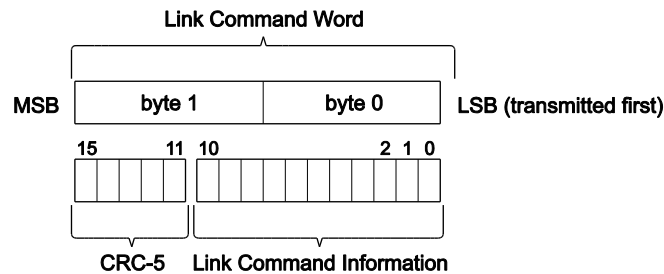 Link Command Word
MSB byte 1 byte 0 LSB (transmitted first)
15 11 10 2 1 0
CRC-5 Link Command Information